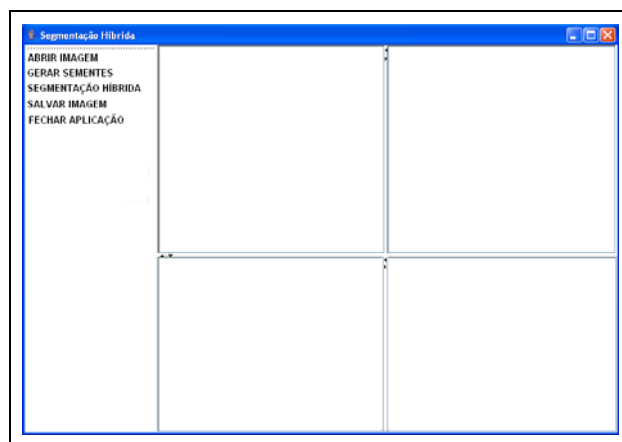 Segmentação Híbrida
ABRIR IMAGEM
GERAR SEMENTES
SEGMENTAÇÃO HÍBRIDA
SALVAR IMAGEM
FECHAR APLICAÇÃO